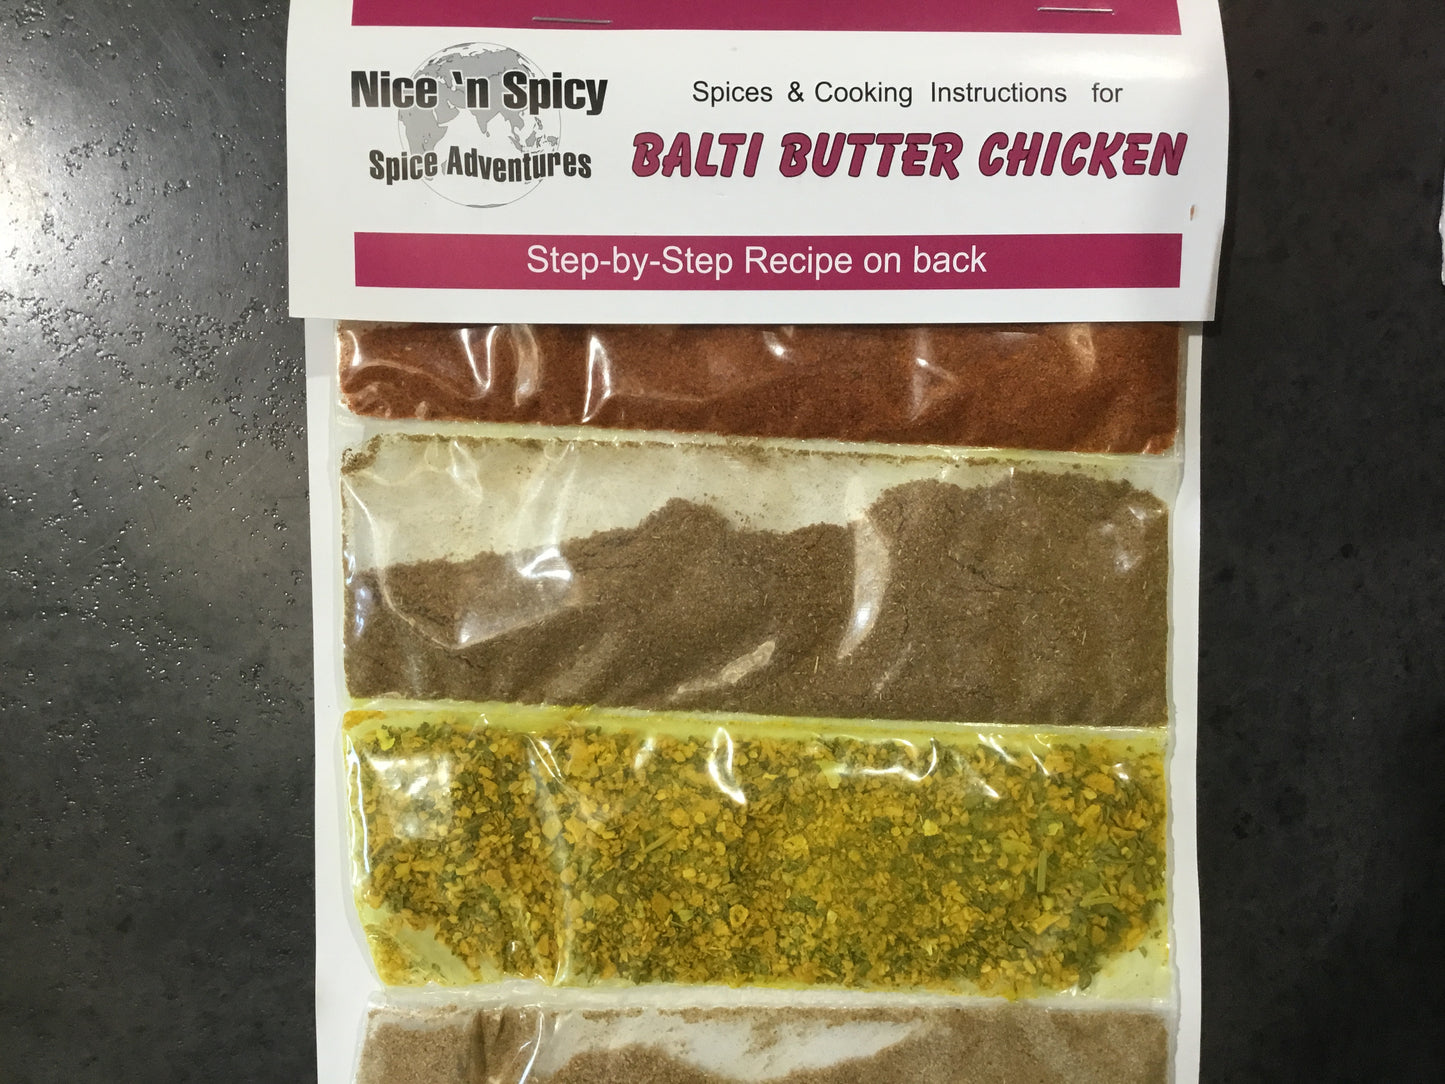 Nice 'n Spicy
Spice Adventures
Spices & Cooking Instructions for
BALTI BUTTER CHICKEN
Step-by-Step Recipe on back